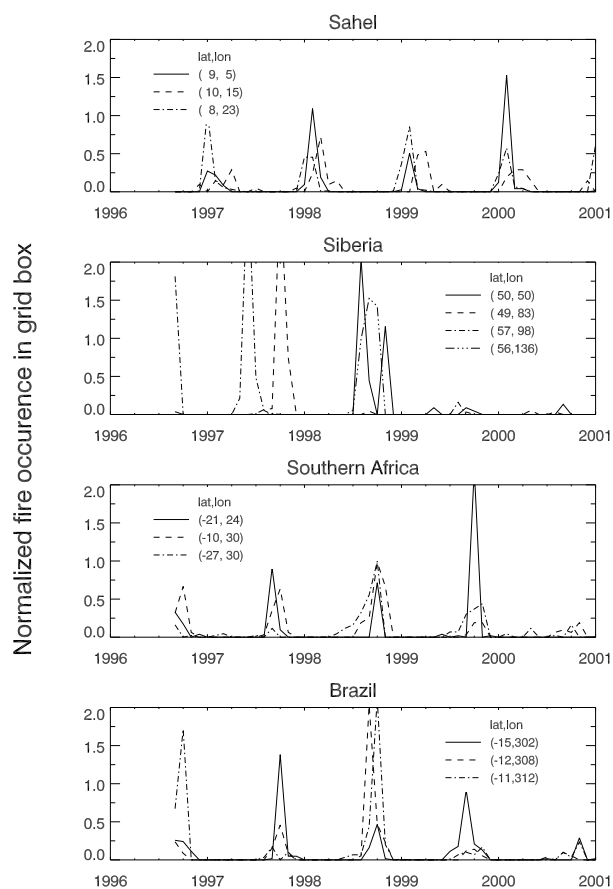 Normalized fire occurence in grid box
Sahel
2.0
1.5
1.0
0.5
0.0
lat,lon
( 9, 5)
( 10, 15)
( 8, 23)
1996 1997 1998 1999 2000 2001
Siberia
2.0
1.5
1.0
0.5
0.0
lat,lon
( 50, 50)
( 49, 83)
( 57, 98)
( 56,136)
1996 1997 1998 1999 2000 2001
Southern Africa
2.0
1.5
1.0
0.5
0.0
lat,lon
(-21, 24)
(-10, 30)
(-27, 30)
1996 1997 1998 1999 2000 2001
Brazil
2.0
1.5
1.0
0.5
0.0
lat,lon
(-15,302)
(-12,308)
(-11,312)
1996 1997 1998 1999 2000 2001